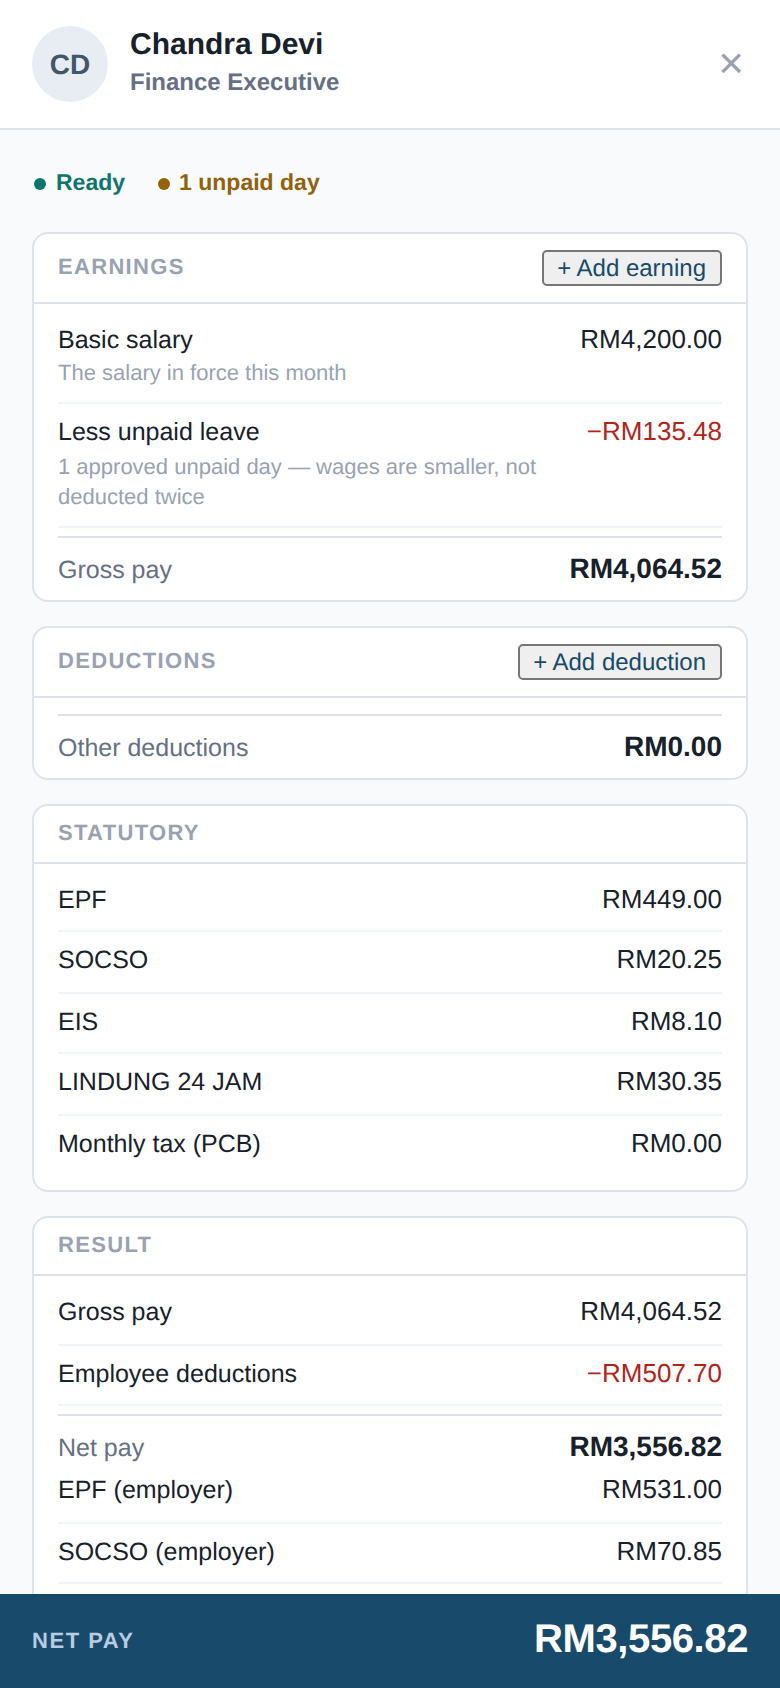 CD
Chandra Devi
Finance Executive
✕
Ready
1 unpaid day
EARNINGS
+ Add earning
Basic salary
RM4,200.00
The salary in force this month
Less unpaid leave
−RM135.48
1 approved unpaid day — wages are smaller, not
deducted twice
Gross pay
RM4,064.52
DEDUCTIONS
+ Add deduction
Other deductions
RM0.00
STATUTORY
EPF
RM449.00
SOCSO
RM20.25
EIS
RM8.10
LINDUNG 24 JAM
RM30.35
Monthly tax (PCB)
RM0.00
RESULT
Gross pay
RM4,064.52
Employee deductions
−RM507.70
Net pay
RM3,556.82
EPF (employer)
RM531.00
SOCSO (employer)
RM70.85
NET PAY
RM3,556.82